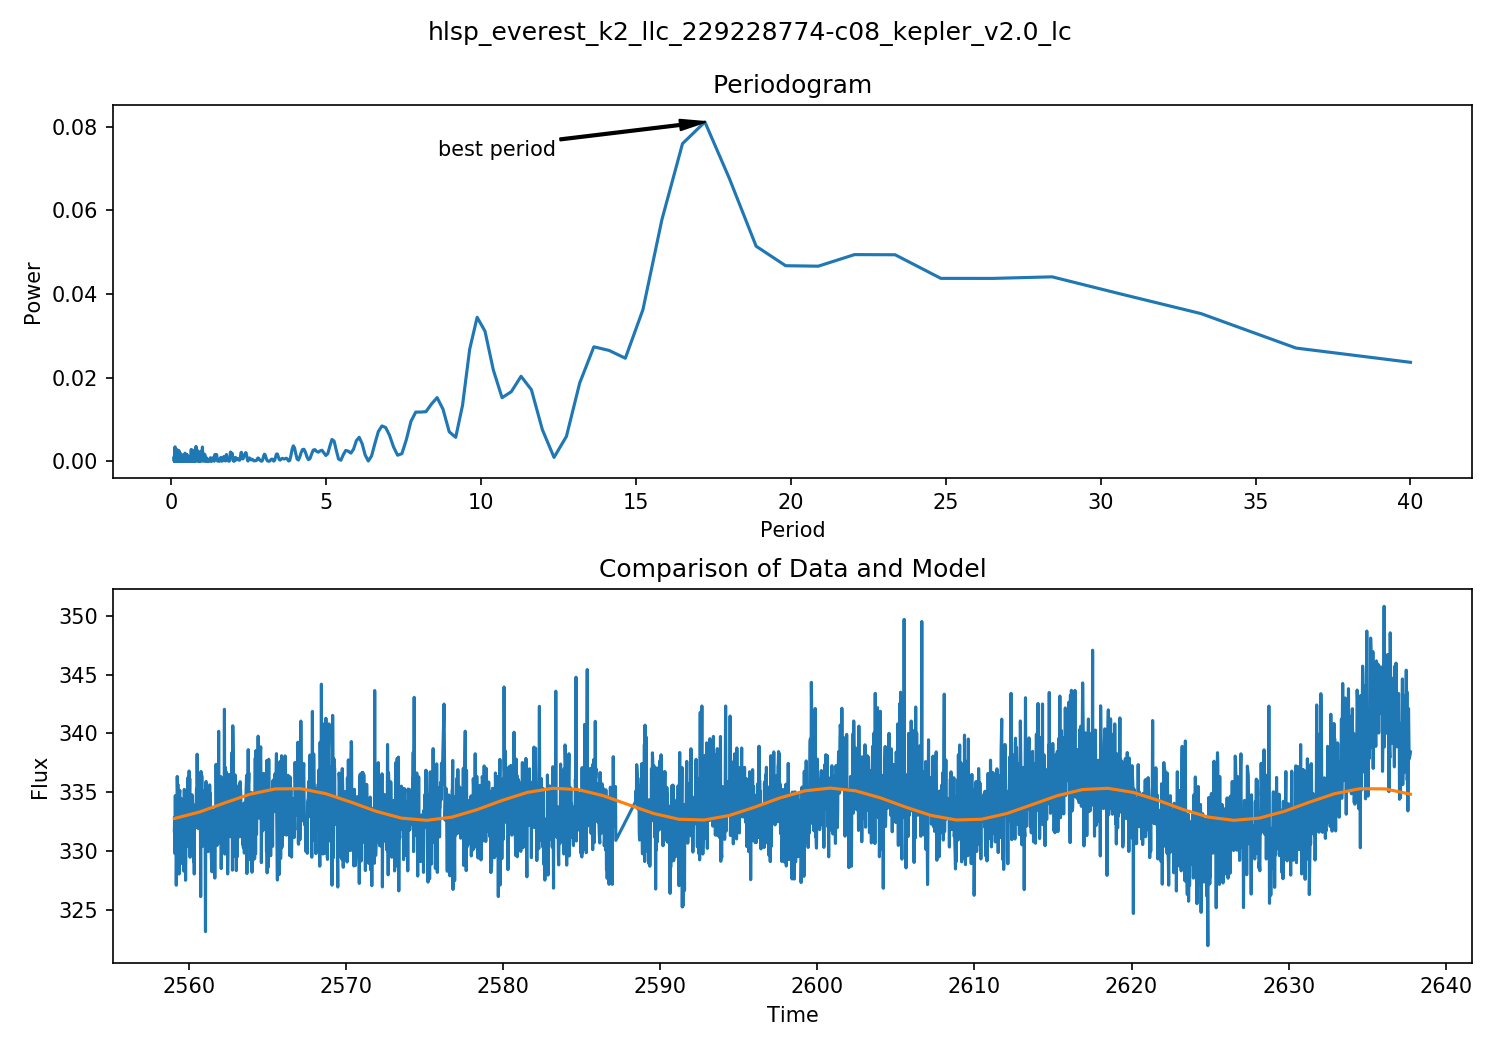 hlsp_everest_k2_llc_229228774-c08_kepler_v2.0_lc
Periodogram
best period
0.08
0.06
0.04
0.02
0.00
Power
0 5 10 15 20 25 30 35 40
Period
Comparison of Data and Model
350
345
340
335
330
325
Flux
2560 2570 2580 2590 2600 2610 2620 2630 2640
Time